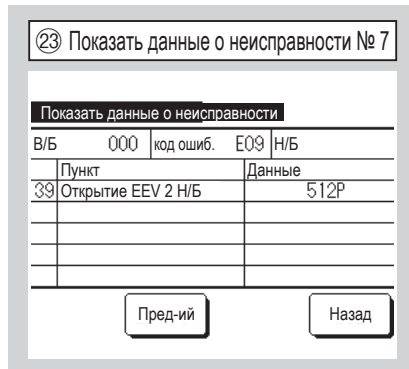 ㉓ Показать данные о неисправности № 7
Показать данные о неисправности
В/Б 000 код ошиб. E09 Н/Б
Пункт Данные
39 Открытие EEV 2 Н/Б 512P
Пред-ий Назад